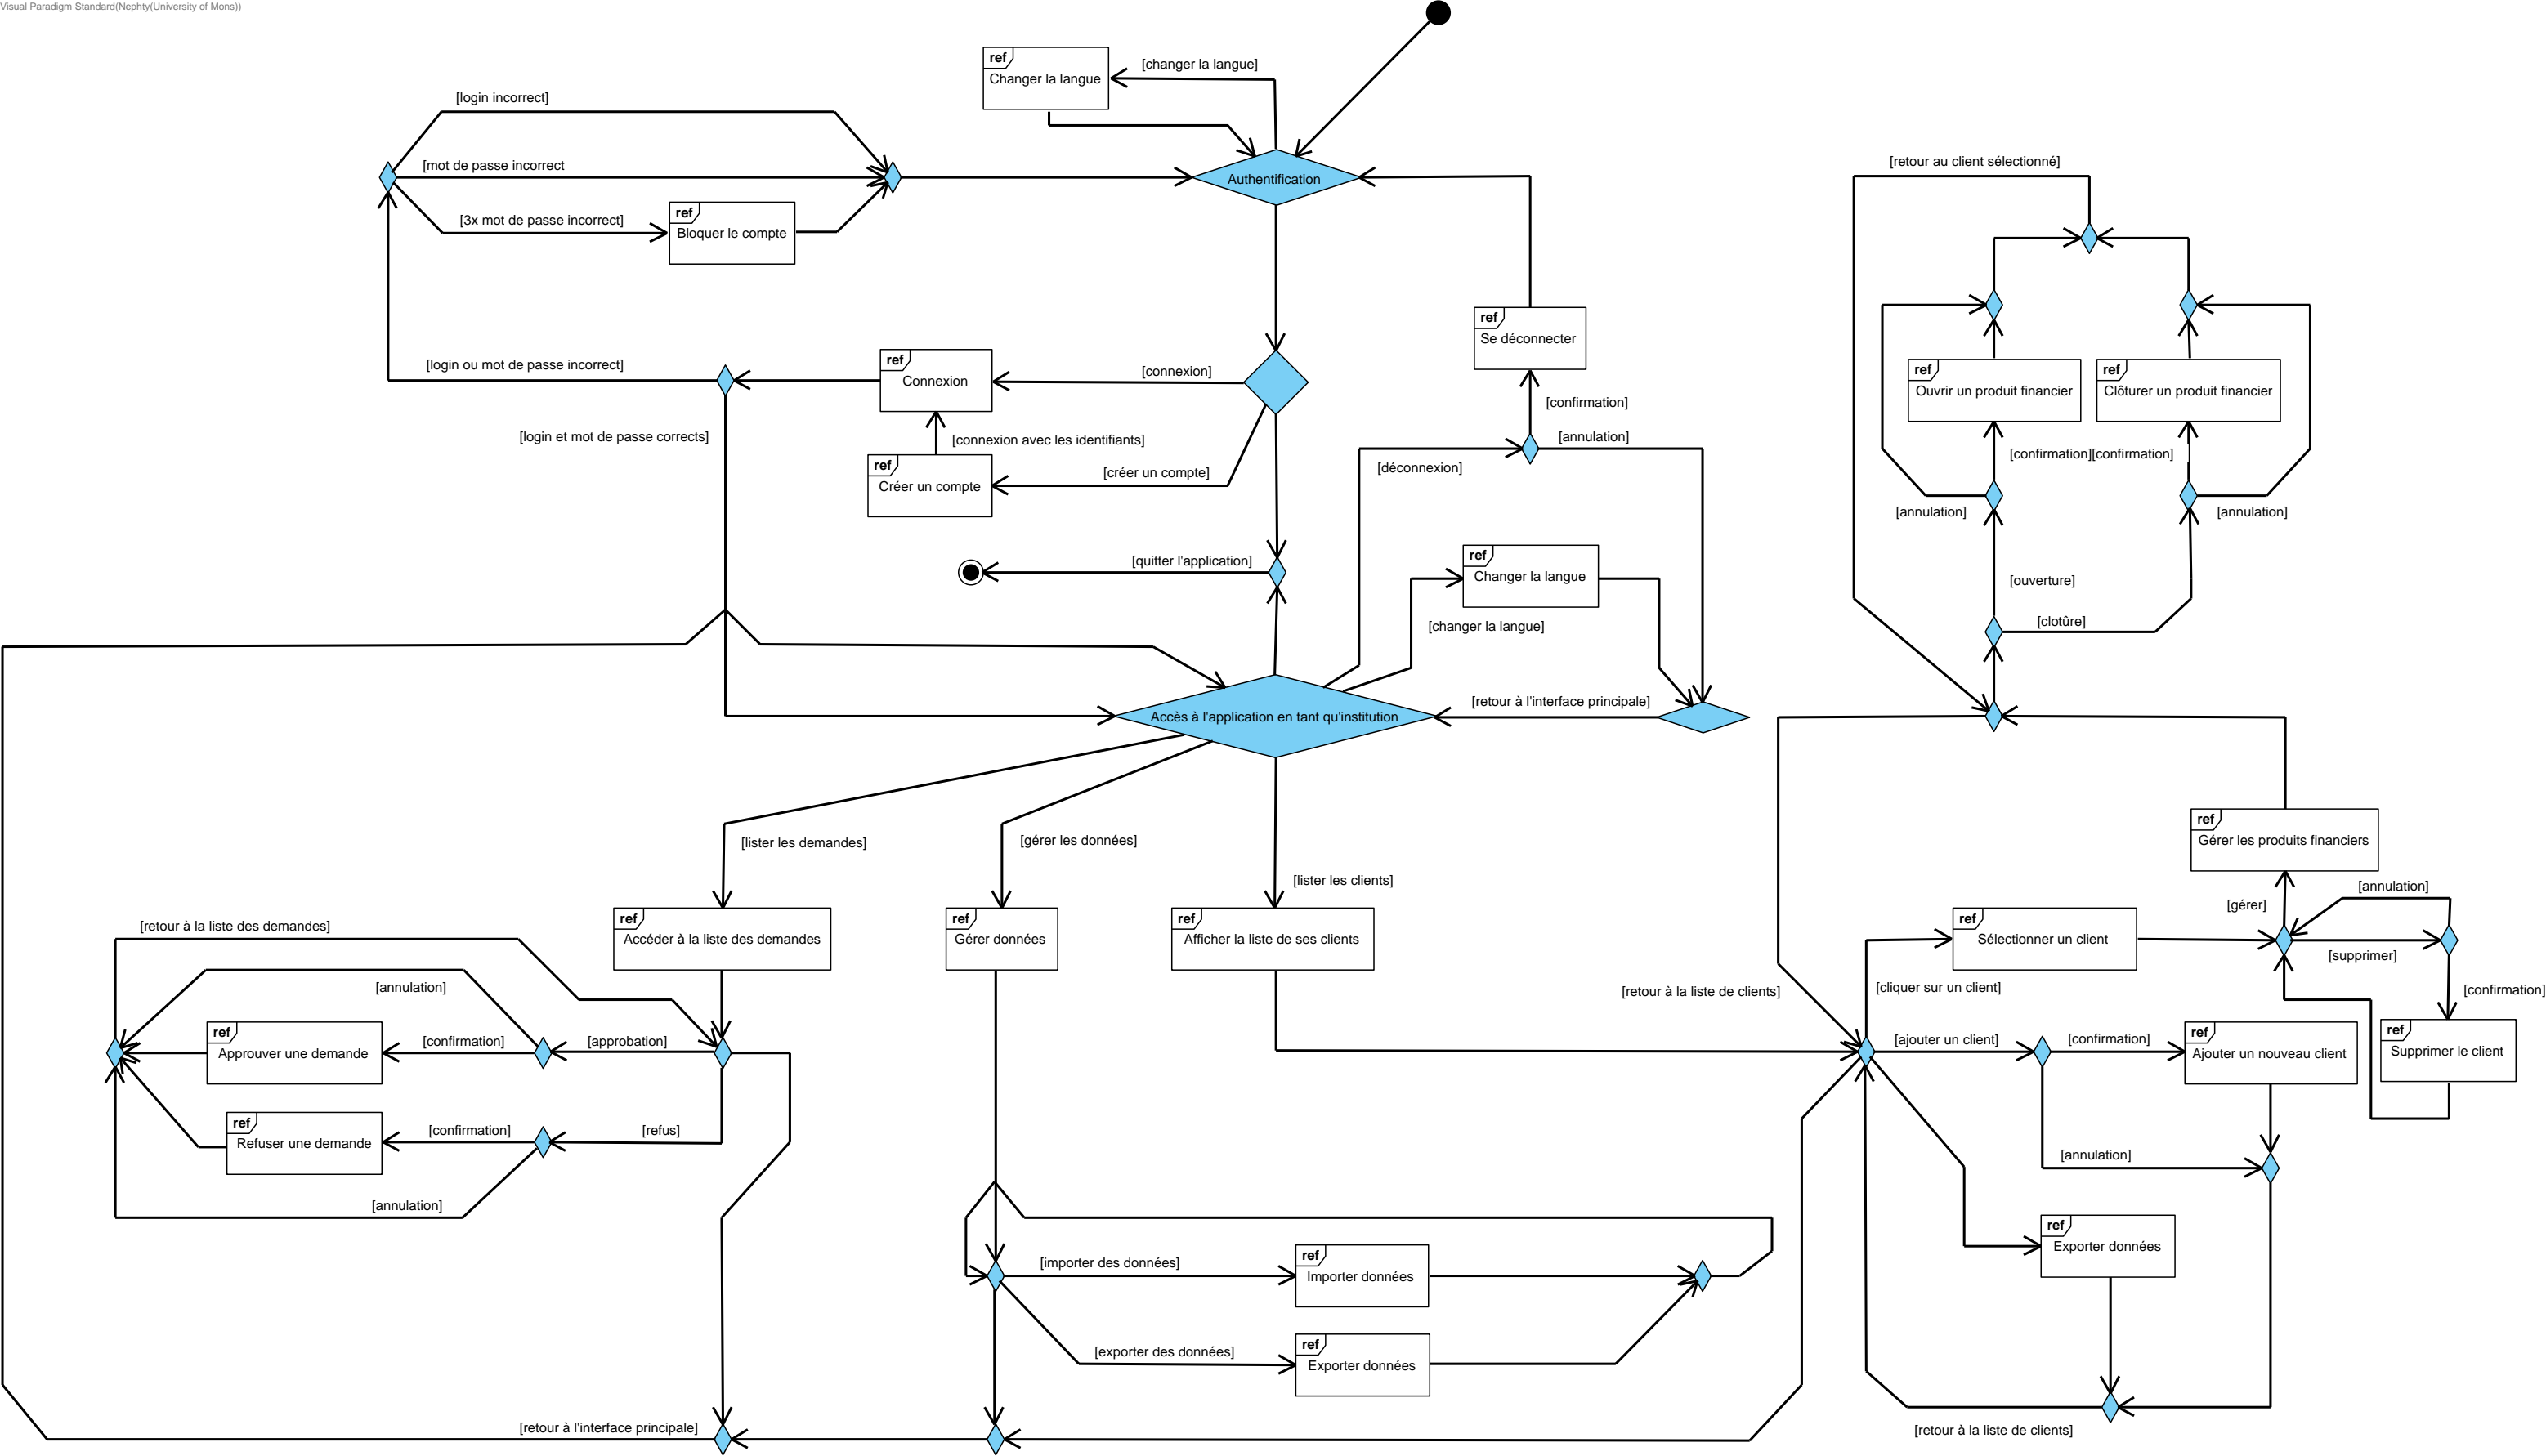 Visual Paradigm Standard(Nephty(University of Mons))
ref
Changer la langue
[changer la langue]
[login incorrect]
[mot de passe incorrect
[3x mot de passe incorrect]
ref
Bloquer le compte
Authentification
[retour au client sélectionné]
ref
Se déconnecter
[login ou mot de passe incorrect]
ref
Connexion
[connexion]
ref
Ouvrir un produit financier
ref
Clôturer un produit financier
[confirmation]
[login et mot de passe corrects]
[connexion avec les identifiants]
[annulation]
[déconnexion]
[confirmation][confirmation]
ref
Créer un compte
[créer un compte]
[annulation]
[annulation]
[quitter l'application]
ref
Changer la langue
[ouverture]
[changer la langue]
[clotûre]
[retour à l'interface principale]
Accès à l'application en tant qu'institution
[lister les demandes]
[gérer les données]
[lister les clients]
ref
Gérer les produits financiers
[annulation]
[gérer]
[retour à la liste des demandes]
ref
Accéder à la liste des demandes
ref
Gérer données
ref
Afficher la liste de ses clients
ref
Sélectionner un client
[supprimer]
[annulation]
[retour à la liste de clients]
[cliquer sur un client]
[confirmation]
ref
Approuver une demande
[confirmation]
[approbation]
[ajouter un client]
[confirmation]
ref
Ajouter un nouveau client
ref
Supprimer le client
ref
Refuser une demande
[confirmation]
[refus]
[annulation]
[annulation]
ref
Exporter données
[importer des données]
ref
Importer données
[exporter des données]
ref
Exporter données
[retour à l'interface principale]
[retour à la liste de clients]